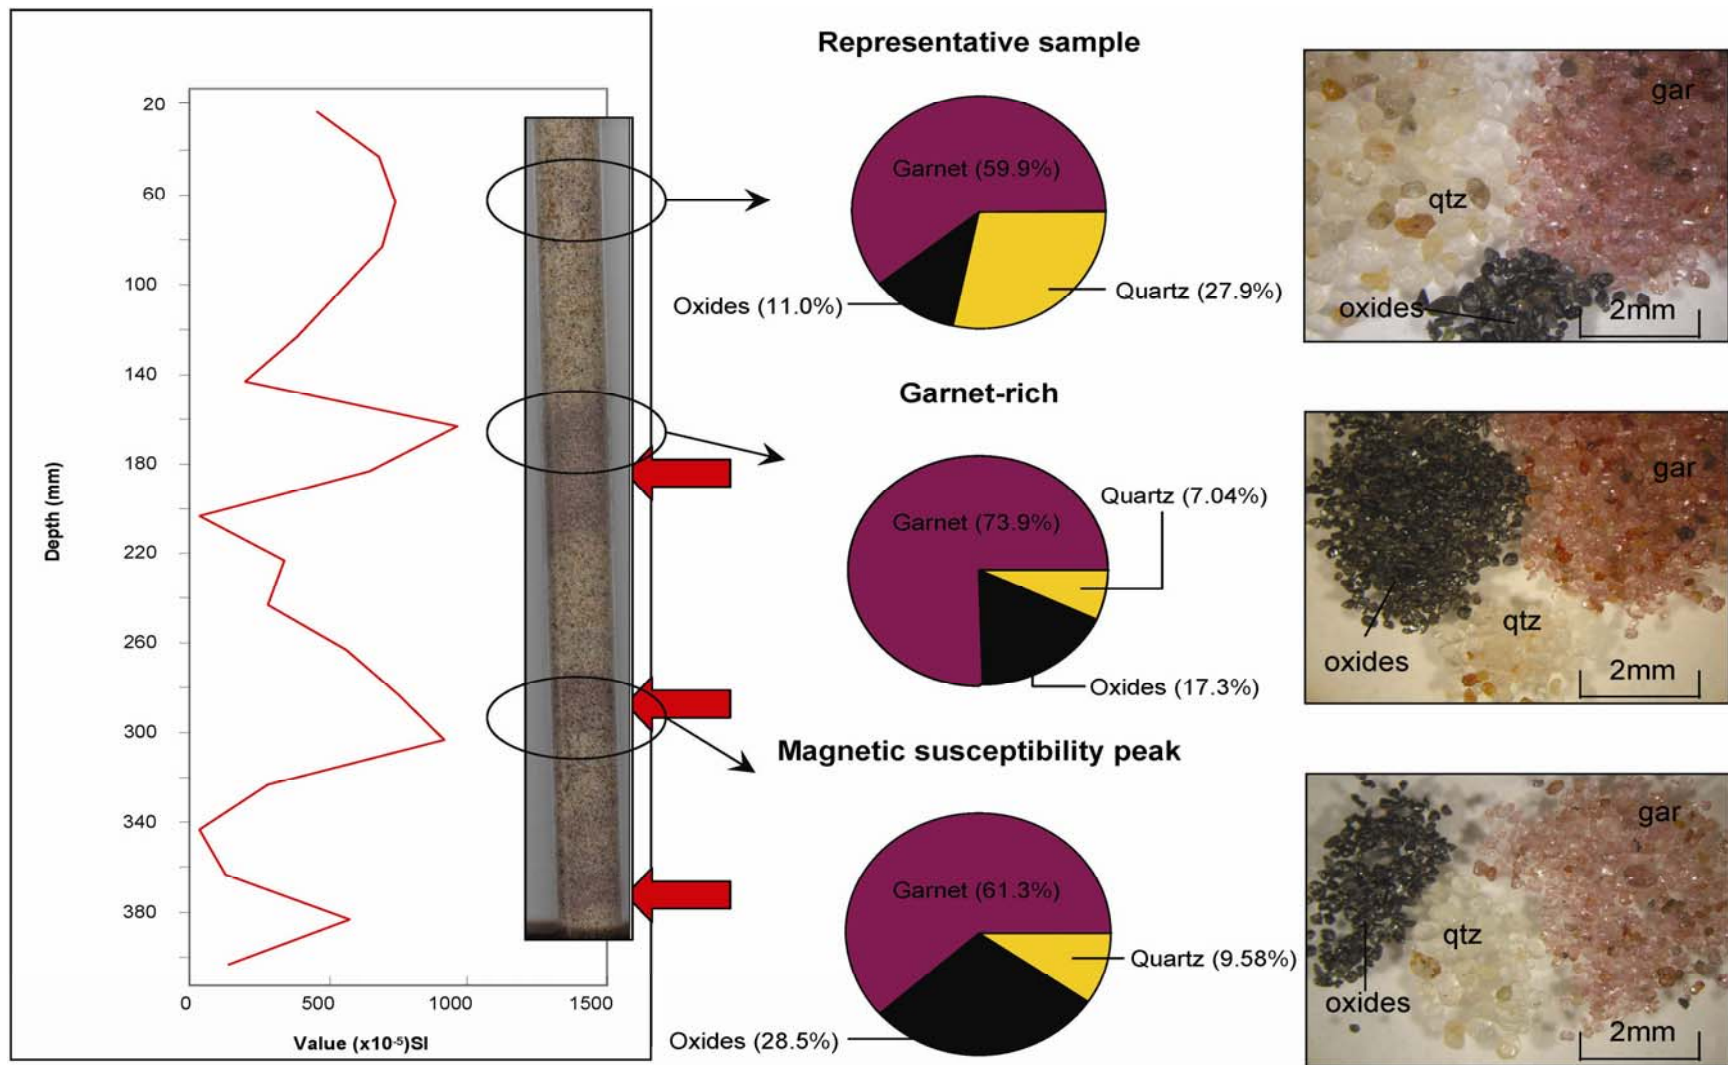 20
60
100
140
180
220
260
300
340
380
Depth (mm)
0
500
1000
1500
Value (x10⁻⁵)SI
Representative sample
Garnet (59.9%)
Oxides (11.0%)
Quartz (27.9%)
gar
qtz
oxides
2mm
Garnet-rich
Garnet (73.9%)
Quartz (7.04%)
Oxides (17.3%)
gar
qtz
oxides
2mm
Magnetic susceptibility peak
Garnet (61.3%)
Quartz (9.58%)
Oxides (28.5%)
gar
qtz
oxides
2mm